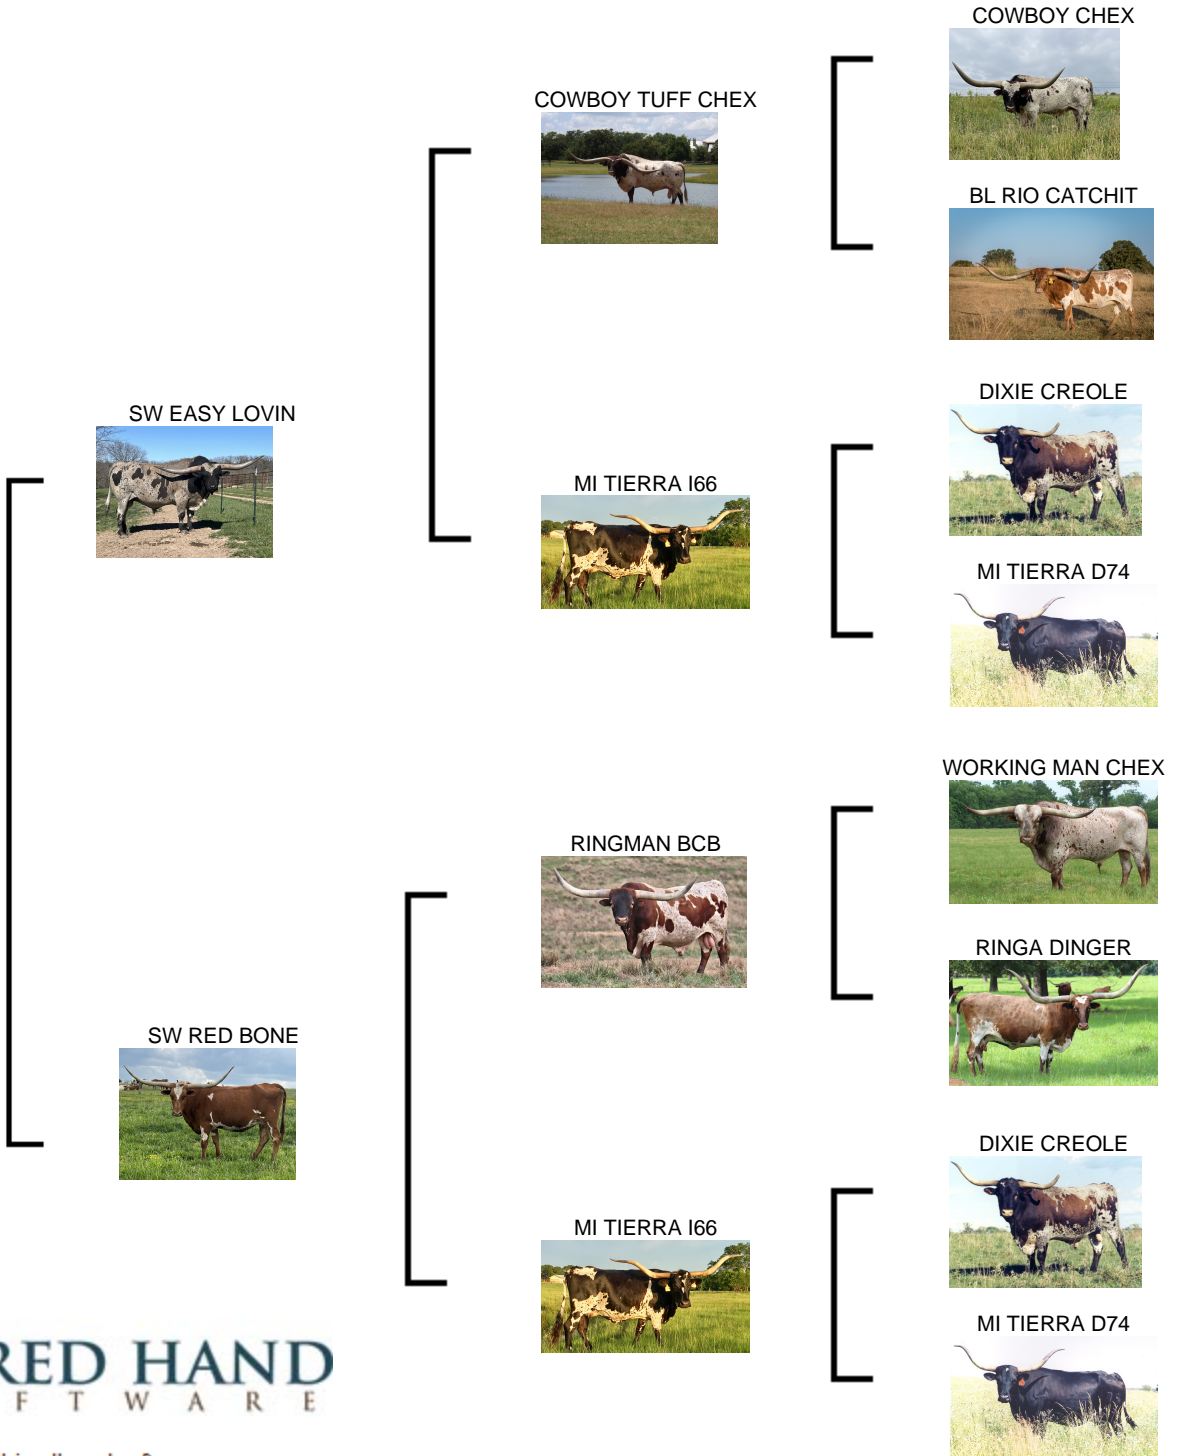 COWBOY CHEX
COWBOY TUFF CHEX
BL RIO CATCHIT
DIXIE CREOLE
SW EASY LOVIN
MI TIERRA I66
MI TIERRA D74
WORKING MAN CHEX
RINGMAN BCB
RINGA DINGER
SW RED BONE
DIXIE CREOLE
MI TIERRA I66
MI TIERRA D74
RED HAND
F T W A R E